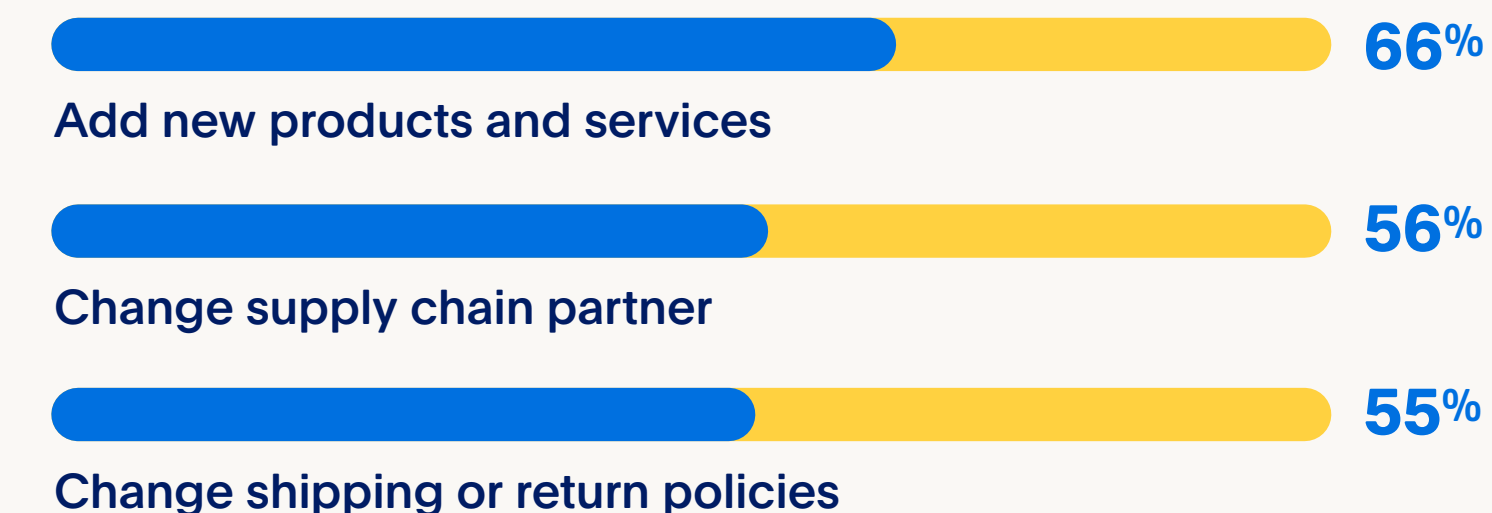 66%
Add new products and services
56%
Change supply chain partner
55%
Change shipping or return policies